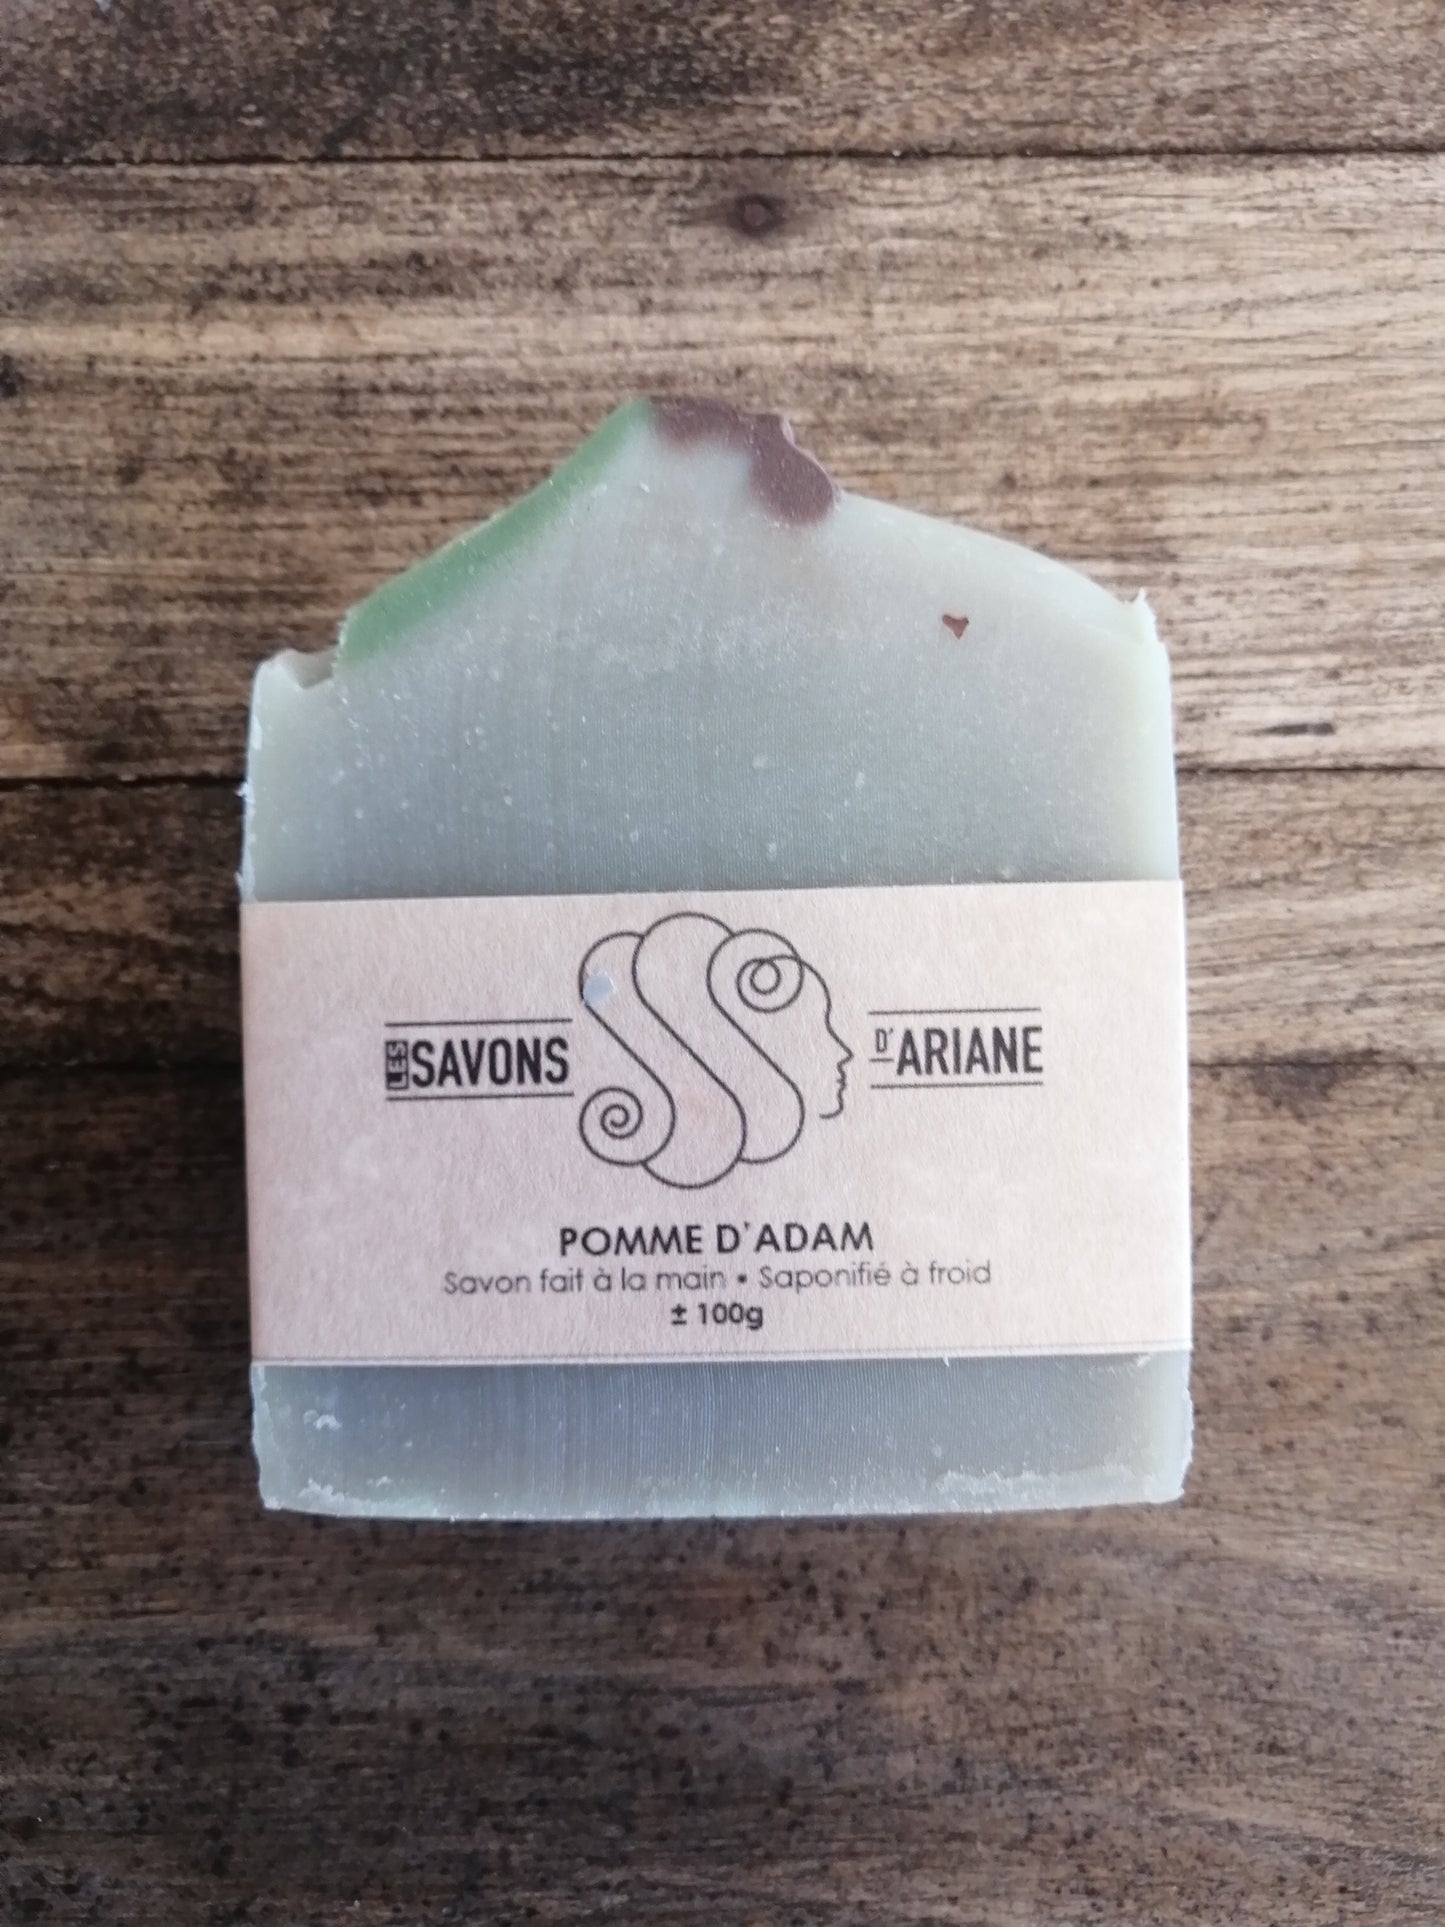 LES SAVONS D'ARIANE
POMME D'ADAM
Savon fait à la main • Saponifié à froid
± 100g